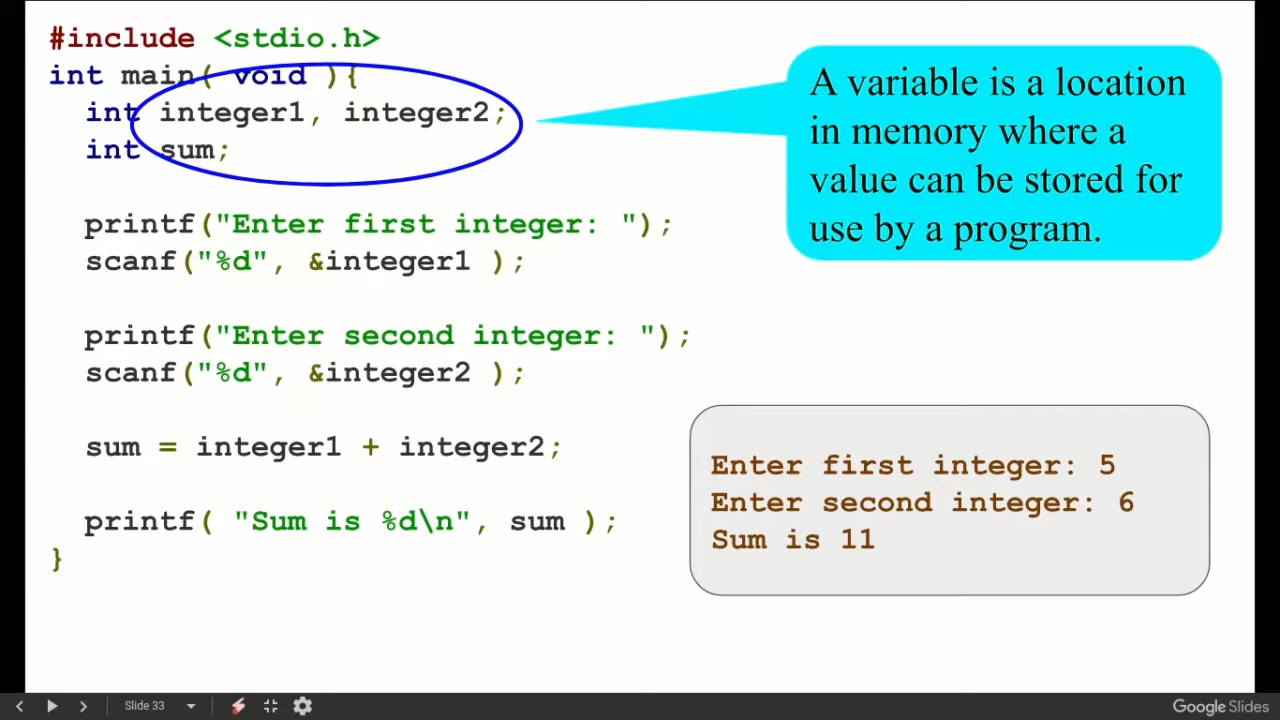 #include <stdio.h>
int main( void ){
int integer1, integer2;
int sum;
printf("Enter first integer: ");
scanf("%d", &integer1 );
printf("Enter second integer: ");
scanf("%d", &integer2 );
sum = integer1 + integer2;
printf( "Sum is %d\n", sum );
}
A variable is a location
in memory where a
value can be stored for
use by a program.
Enter first integer: 5
Enter second integer: 6
Sum is 11
Slide 33
Google Slides